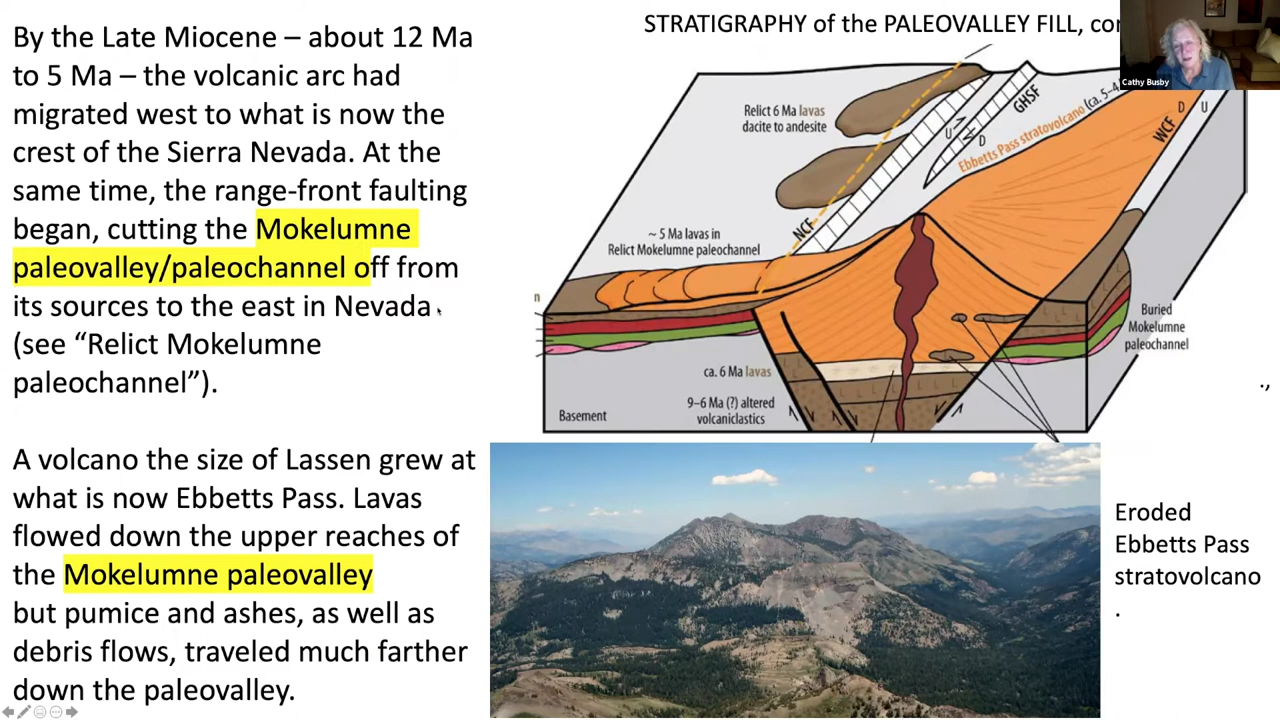 By the Late Miocene – about 12 Ma
to 5 Ma – the volcanic arc had
migrated west to what is now the
crest of the Sierra Nevada. At the
same time, the range-front faulting
began, cutting the Mokelumne
paleovalley/paleochannel off from
its sources to the east in Nevada
(see “Relict Mokelumne
paleochannel”).
A volcano the size of Lassen grew at
what is now Ebbetts Pass. Lavas
flowed down the upper reaches of
the Mokelumne paleovalley
but pumice and ashes, as well as
debris flows, traveled much farther
down the paleovalley.
STRATIGRAPHY of the PALEOVALLEY FILL, con
Cathy Busby
Relict 6 Ma lavas
dacite to andesite
U
D
GHSF
Ebbetts Pass stratovolcano (ca. 5–4
D U
WCF
NCF
~ 5 Ma lavas in
Relict Mokelumne paleochannel
n
Buried
Mokelumne
paleochannel
ca. 6 Ma lavas
9–6 Ma (?) altered
volcaniclastics
Basement
.,
Eroded
Ebbetts Pass
stratovolcano
.